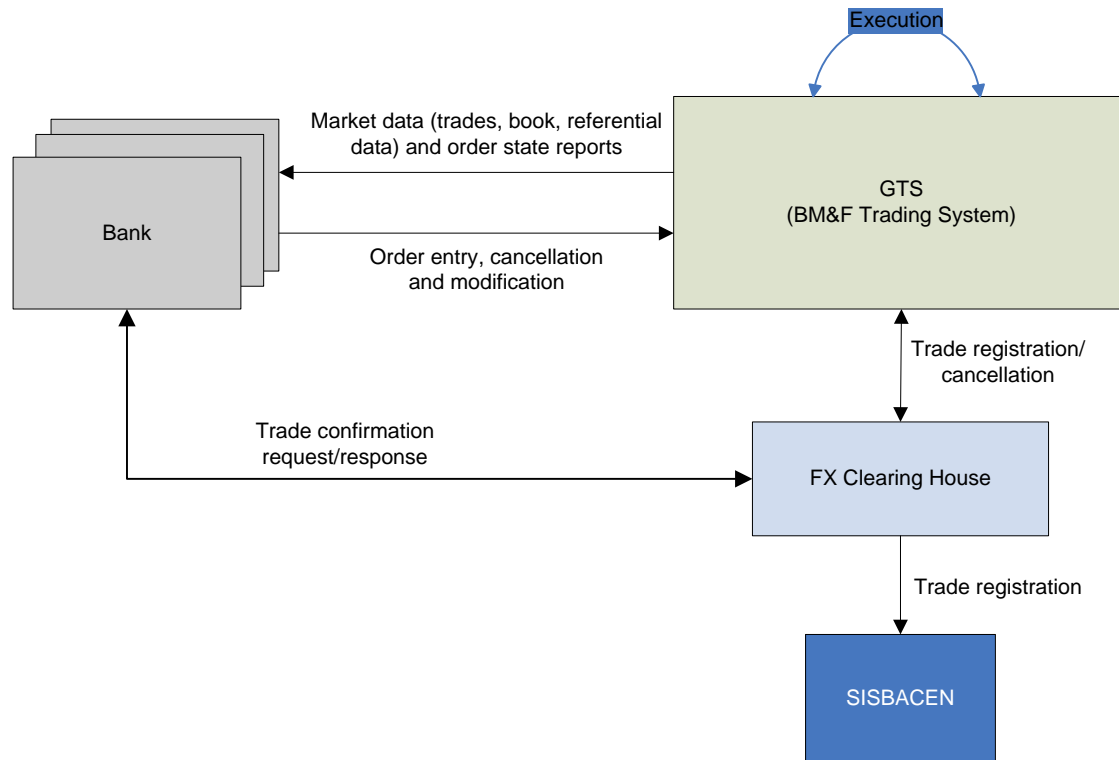 Execution
Market data (trades, book, referential
data) and order state reports
GTS
(BM&F Trading System)
Bank
Order entry, cancellation
and modification
Trade registration/
cancellation
Trade confirmation
request/response
FX Clearing House
Trade registration
SISBACEN